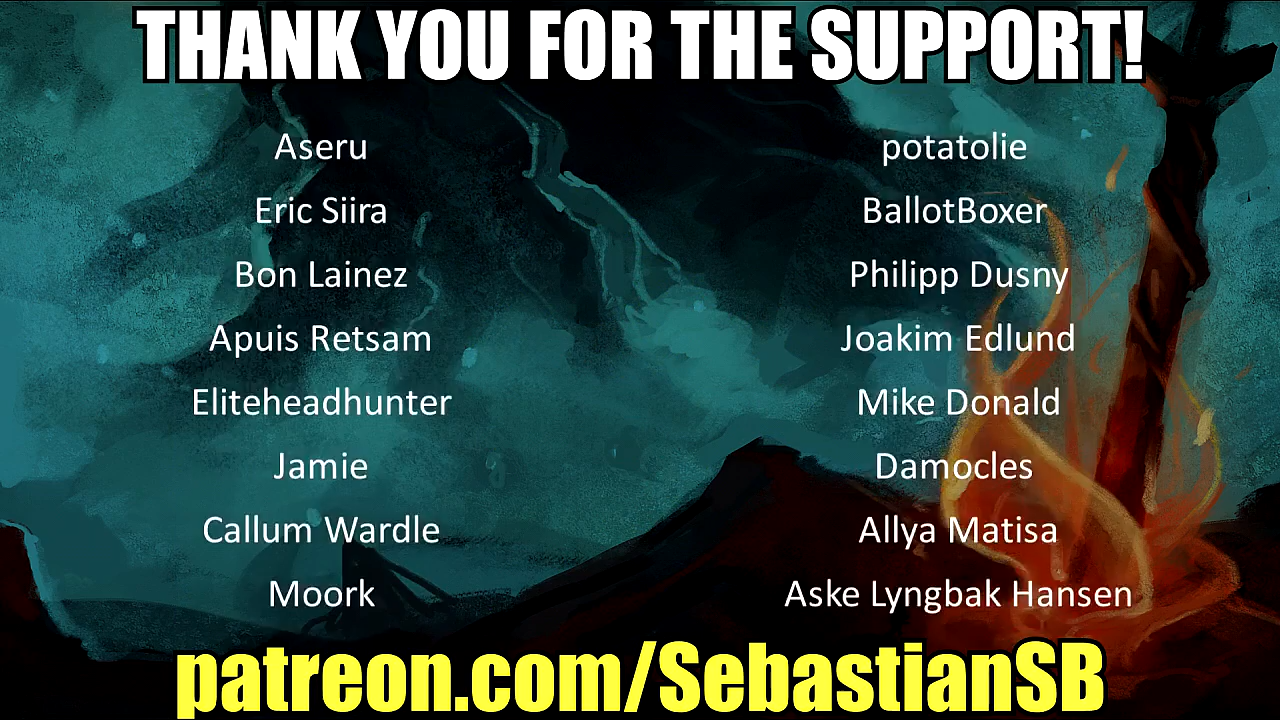 THANK YOU FOR THE SUPPORT!
Aseru
Eric Siira
Bon Lainez
Apuis Retsam
Eliteheadhunter
Jamie
Callum Wardle
Moork
potatolie
BallotBoxer
Philipp Dusny
Joakim Edlund
Mike Donald
Damocles
Allya Matisa
Aske Lyngbak Hansen
patreon.com/SebastianSB